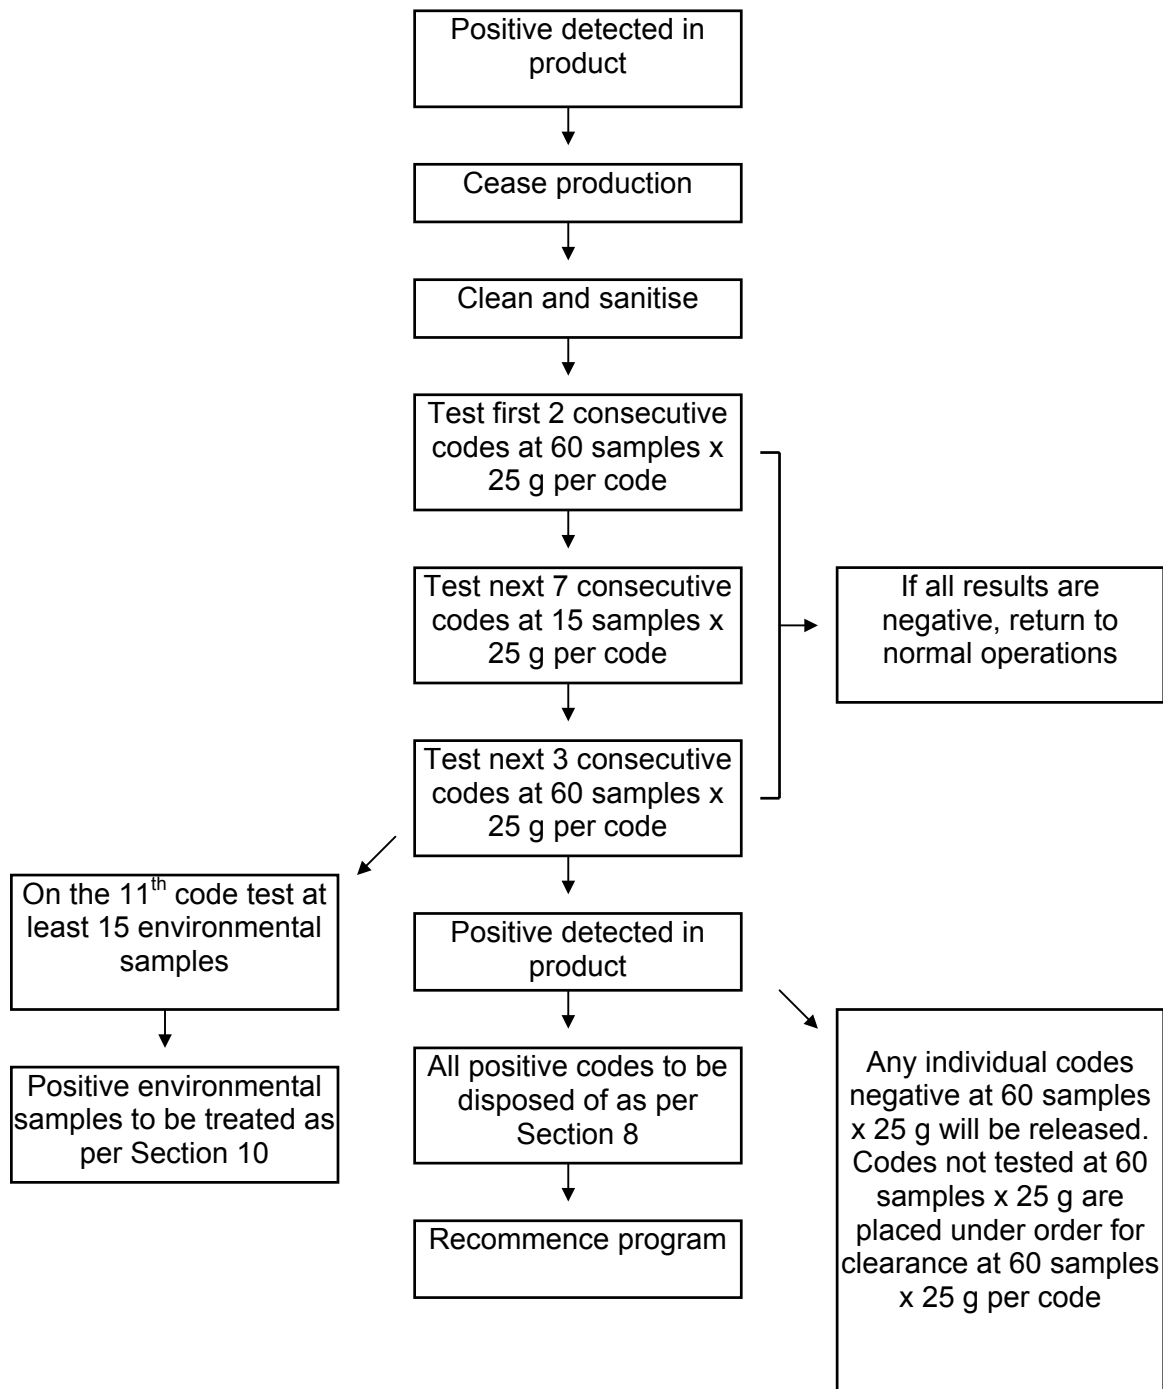 Positive detected in
product
Cease production
Clean and sanitise
Test first 2 consecutive
codes at 60 samples x
25 g per code
Test next 7 consecutive
codes at 15 samples x
25 g per code
If all results are
negative, return to
normal operations
Test next 3 consecutive
codes at 60 samples x
25 g per code
On the 11th code test at
least 15 environmental
samples
Positive environmental
samples to be treated as
per Section 10
Positive detected in
product
All positive codes to be
disposed of as per
Section 8
Recommence program
Any individual codes
negative at 60 samples
x 25 g will be released.
Codes not tested at 60
samples x 25 g are
placed under order for
clearance at 60 samples
x 25 g per code